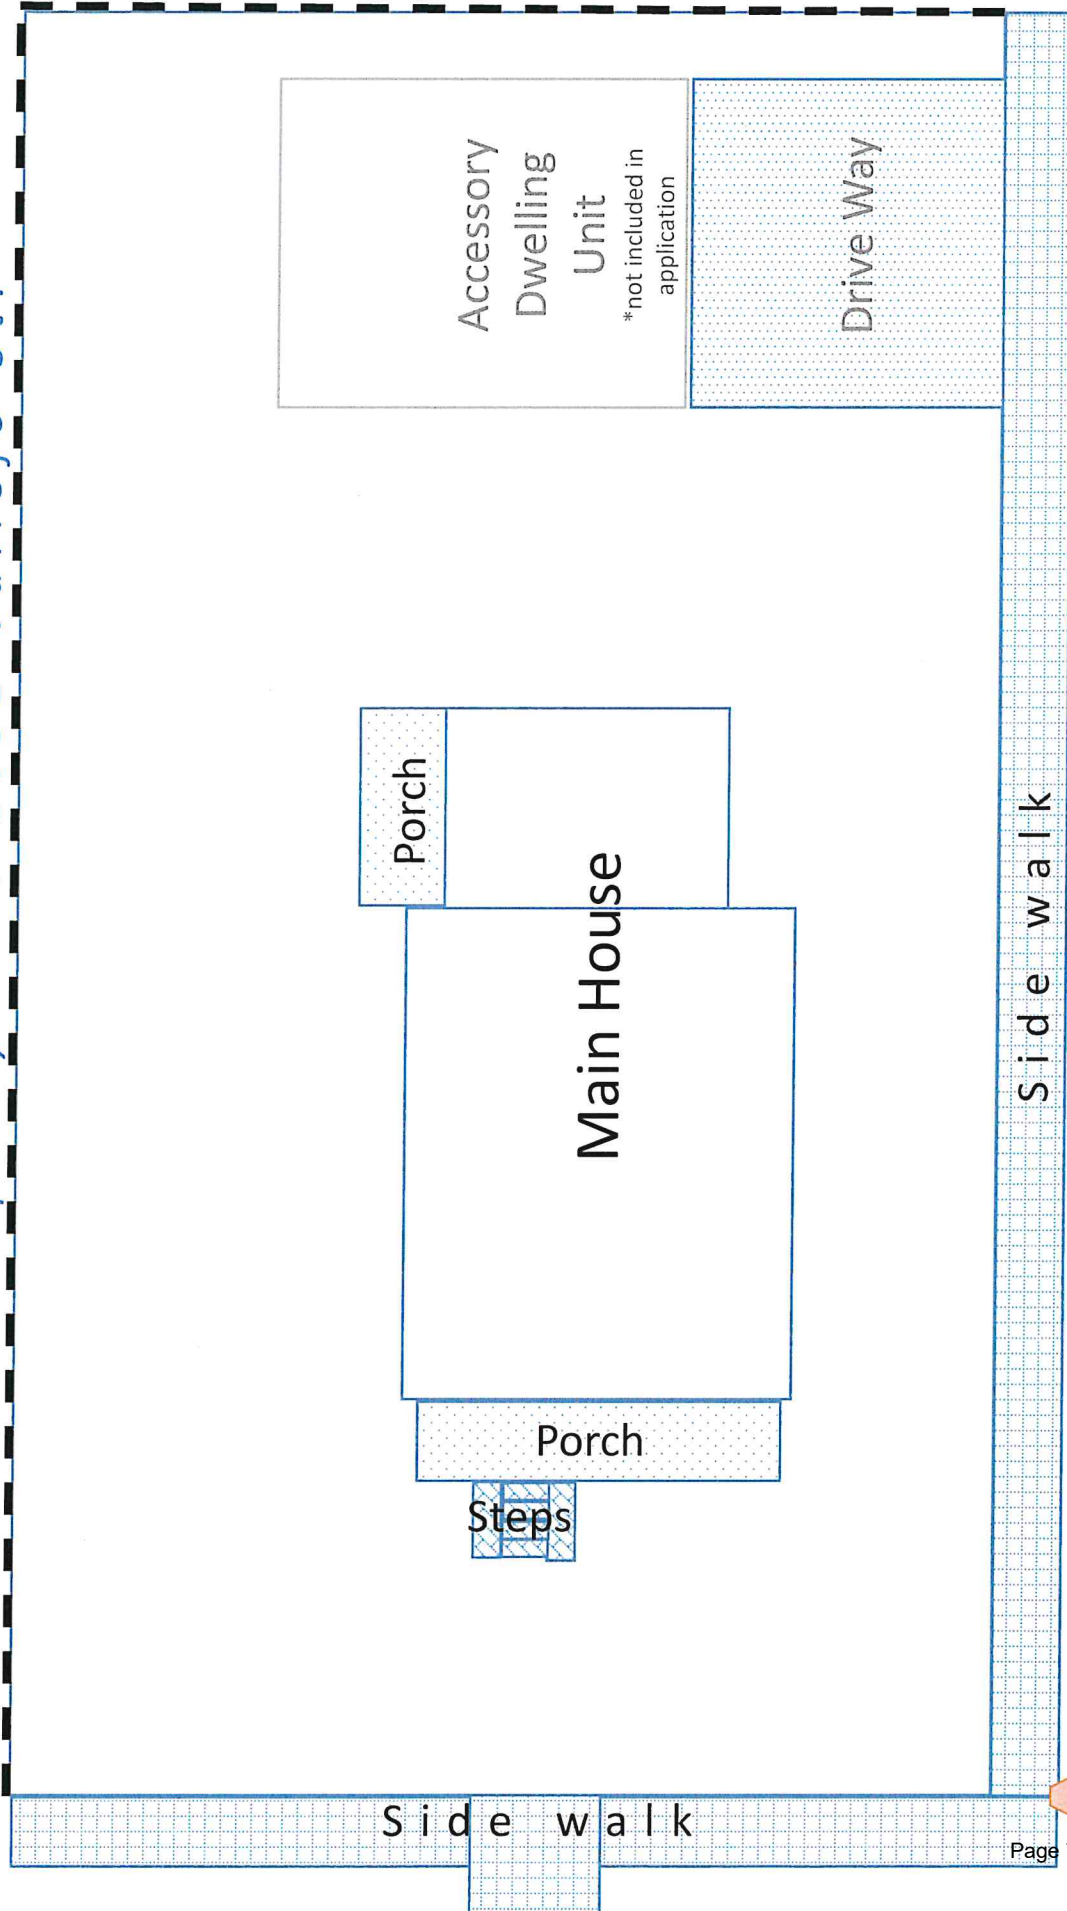 Accessory
Dwelling
Unit
*not included in
application
Drive Way
Porch
Main House
Side walk
Porch
Steps
Side walk
Page